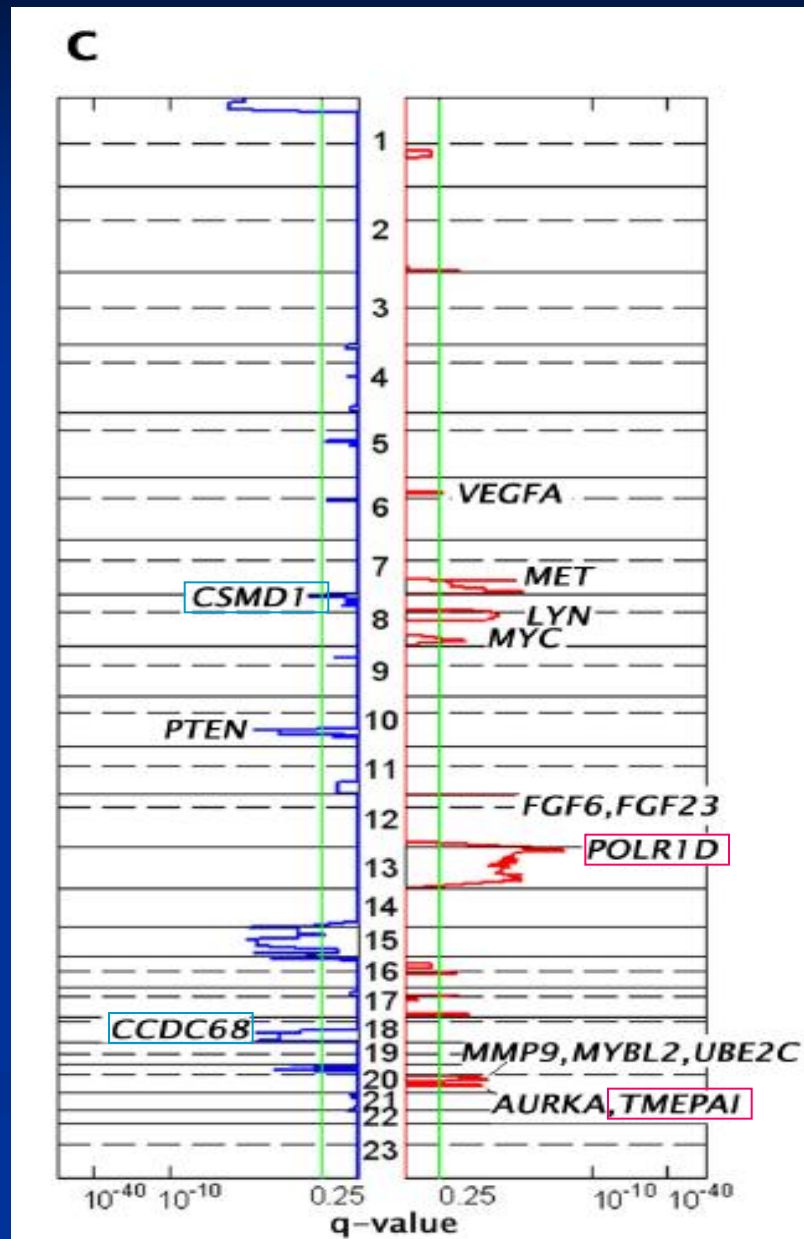 C
1
2
3
4
5
VEGFA
6
7
MET
CSMD1
LYN
8
MYC
9
PTEN
10
11
FGF6,FGF23
12
POLR1D
13
14
15
16
17
CCDC68
18
MMP9,MYBL2,UBE2C
19
20
AURKA,TMEPAI
21
22
23
10-40 10-10 0.25 0.25 10-10 10-40
q-value